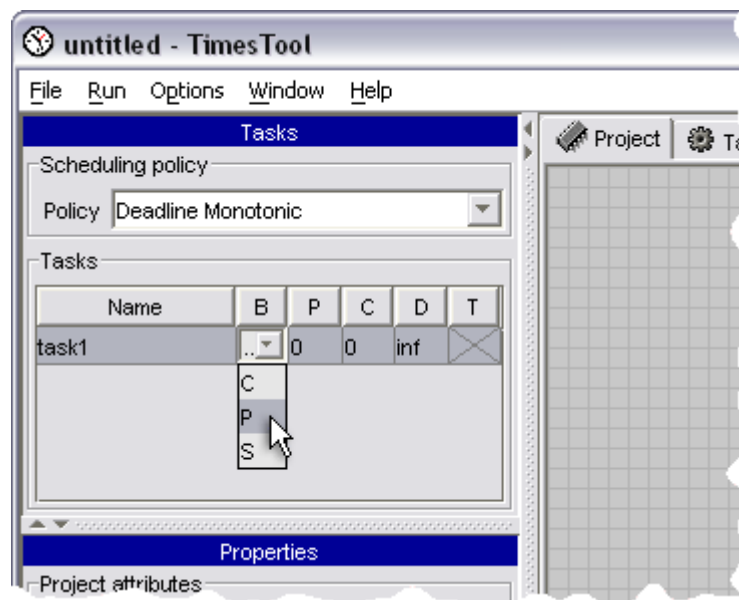 untitled - TimesTool
File Run Options Window Help
Tasks
Project
Scheduling policy
Policy Deadline Monotonic
Tasks
Name B P C D T
task1 .. 0 0 inf
C
P
S
Properties
Project attributes